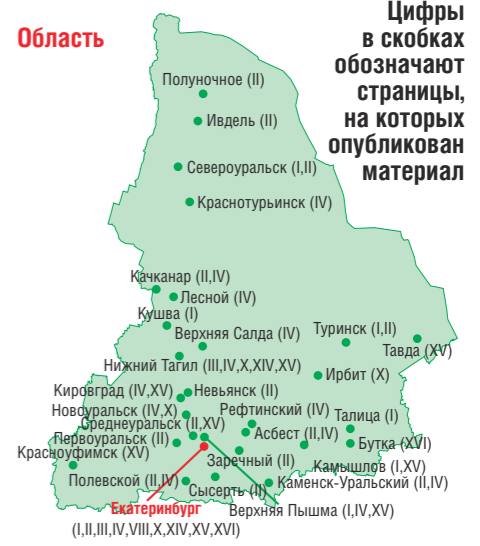 Область
Цифры
в скобках
обозначают
страницы,
на которых
опубликован
материал
Полуночное (II)
Ивдель (II)
Североуральск (I,II)
Краснотурьинск (IV)
Качканар (II,IV)
Лесной (IV)
Кушва (I)
Верхняя Салда (IV)
Туринск (I,II)
Тавда (XV)
Нижний Тагил (III,IV,X,XIV,XV)
Ирбит (X)
Кировград (IV,XV)
Невьянск (II)
Новоуральск (IV,X)
Рефтинский (IV)
Талица (I)
Среднеуральск (II,XV)
Асбест (II,IV)
Первоуральск (II)
Бутка (XVI)
Красноуфимск (XV)
Заречный (II)
Камышлов (I,XV)
Полевской (II,IV)
Сысерть (II)
Каменск-Уральский (II,IV)
Екатеринбург
Верхняя Пышма (I,IV,XV)
(I,II,III,IV,VIII,X,XIV,XV,XVI)